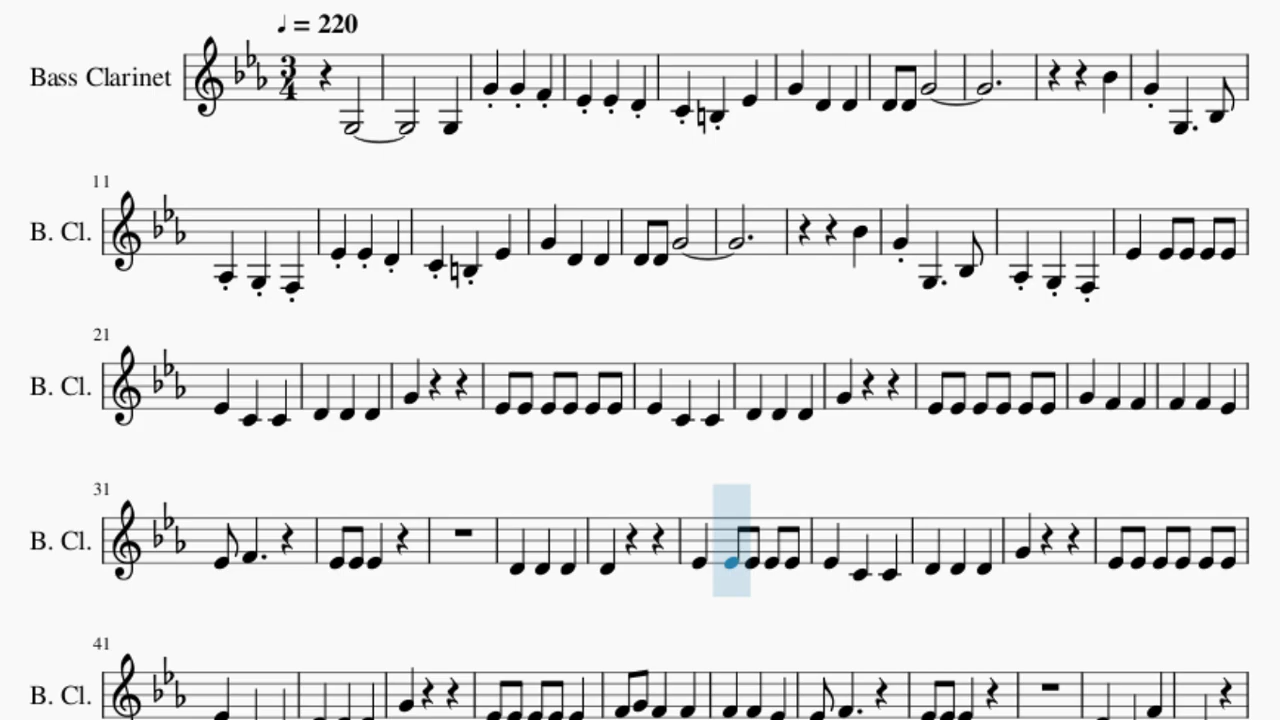 ♩ = 220
Bass Clarinet 3/4
11
B. Cl.
21
B. Cl.
31
B. Cl.
41
B. Cl.